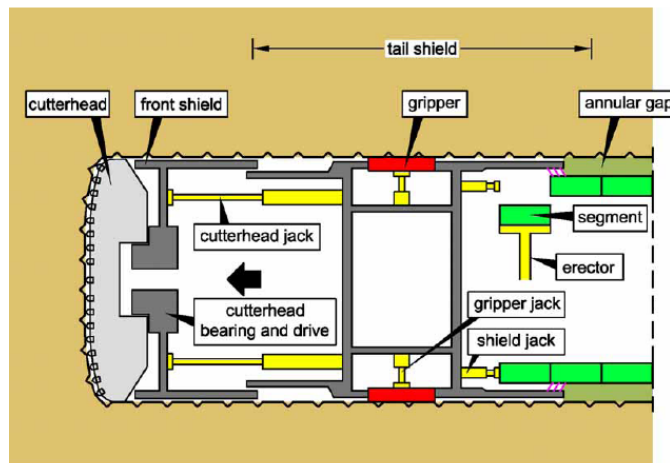 tail shield
cutterhead
front shield
gripper
annular gap
cutterhead jack
segment
erector
cutterhead
bearing and drive
gripper jack
shield jack